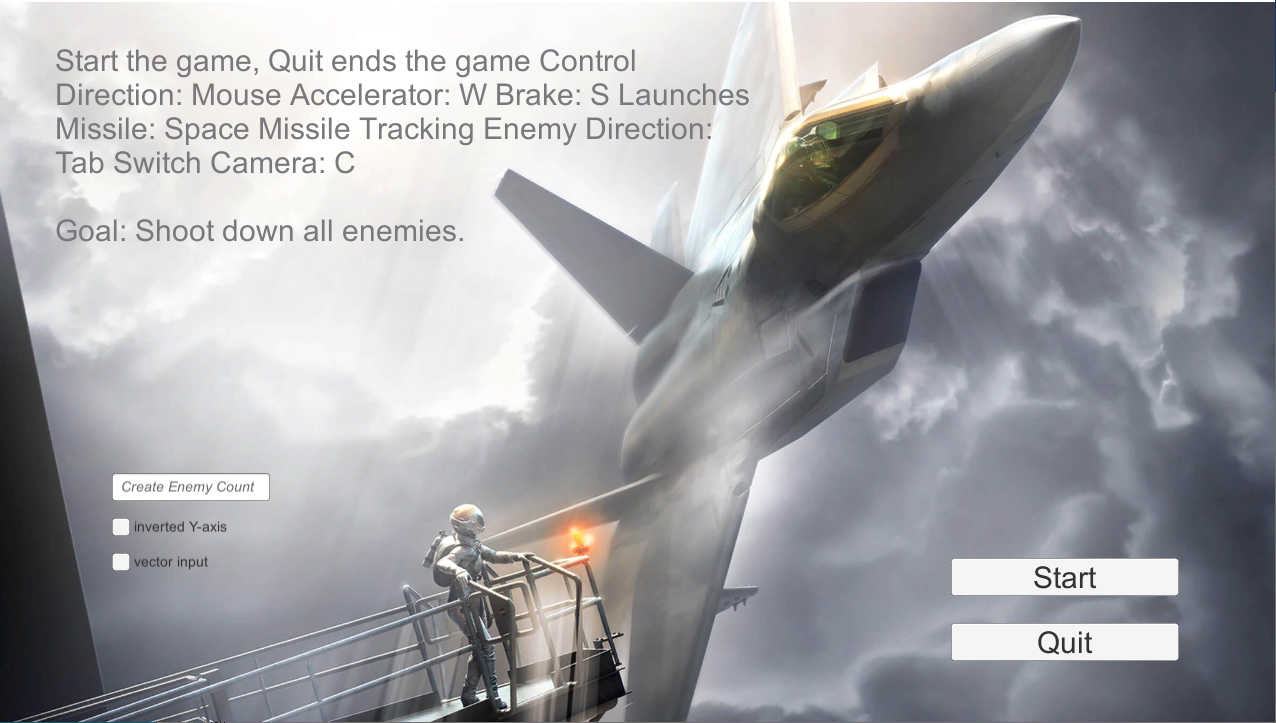 Start the game, Quit ends the game Control
Direction: Mouse Accelerator: W Brake: S Launches
Missile: Space Missile Tracking Enemy Direction:
Tab Switch Camera: C
Goal: Shoot down all enemies.
Create Enemy Count
inverted Y-axis
vector input
Start
Quit